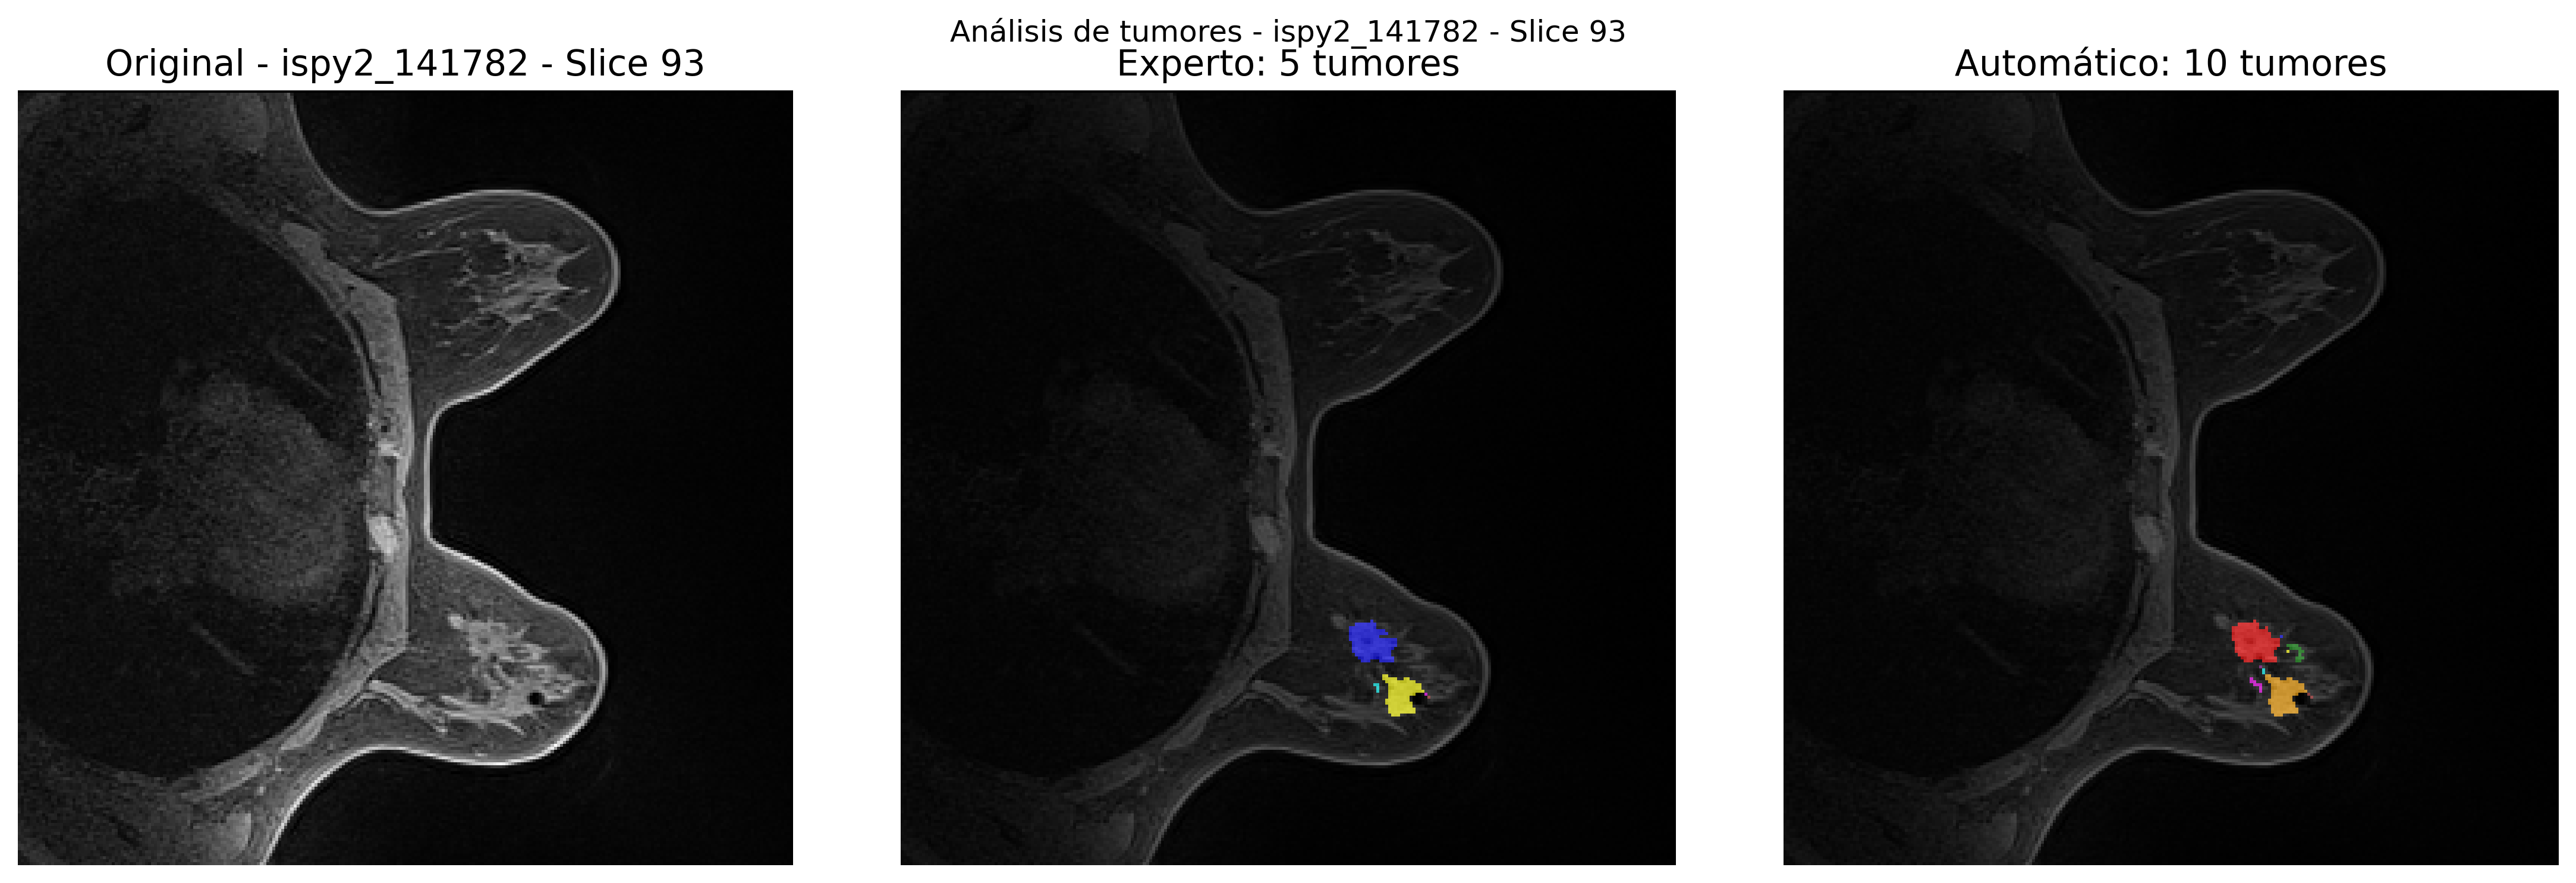 Análisis de tumores - ispy2_141782 - Slice 93
Original - ispy2_141782 - Slice 93
Experto: 5 tumores
Automático: 10 tumores